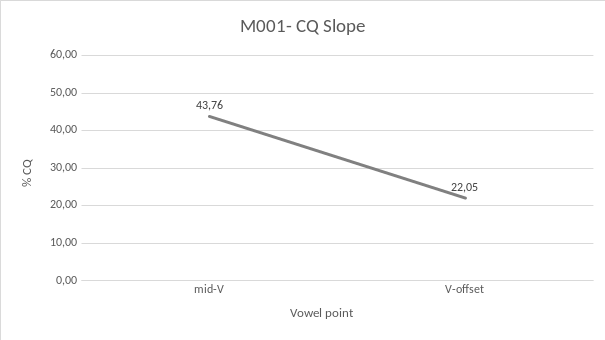 M001- CQ Slope
60,00
50,00
40,00
30,00
20,00
10,00
0,00
% CQ
43,76
22,05
mid-V
V-offset
Vowel point